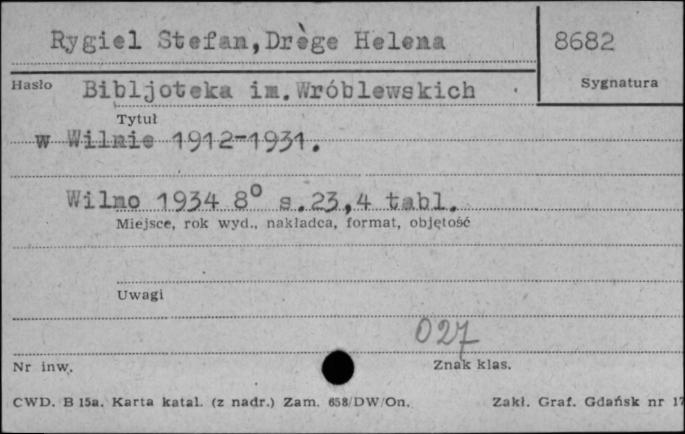 Rygiel Stefan, Drège Helena
8682
Hasło
Sygnatura
Bibljoteka im. Wróblewskich
Tytuł
w Wilnie 1912-1931.
Wilno 1934 8° s. 23, 4 tabl.
Miejsce, rok wyd., nakładca, format, objętość
Uwagi
027
Nr inw.
Znak klas.
CWD. B 15a. Karta katal. (z nadr.) Zam. 658/DW/On. Zakł. Graf. Gdańsk nr 17